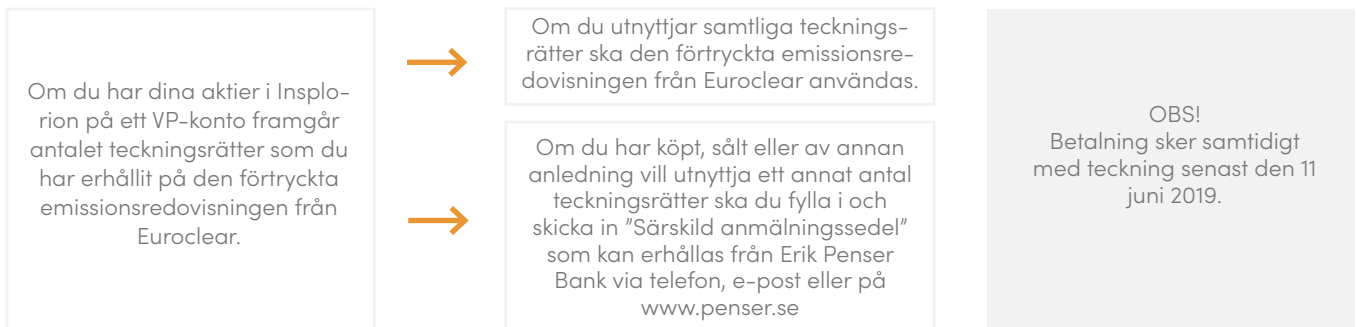 Om du har dina aktier i Insplo-
rion på ett VP-konto framgår
antalet teckningsrätter som du
har erhållit på den förtryckta
emissionsredovisningen från
Euroclear.
Om du utnyttjar samtliga tecknings-
rätter ska den förtryckta emissionsre-
dovisningen från Euroclear användas.
Om du har köpt, sålt eller av annan
anledning vill utnyttja ett annat antal
teckningsrätter ska du fylla i och
skicka in ”Särskild anmälningssedel”
som kan erhållas från Erik Penser
Bank via telefon, e-post eller på
www.penser.se
OBS!
Betalning sker samtidigt
med teckning senast den 11
juni 2019.